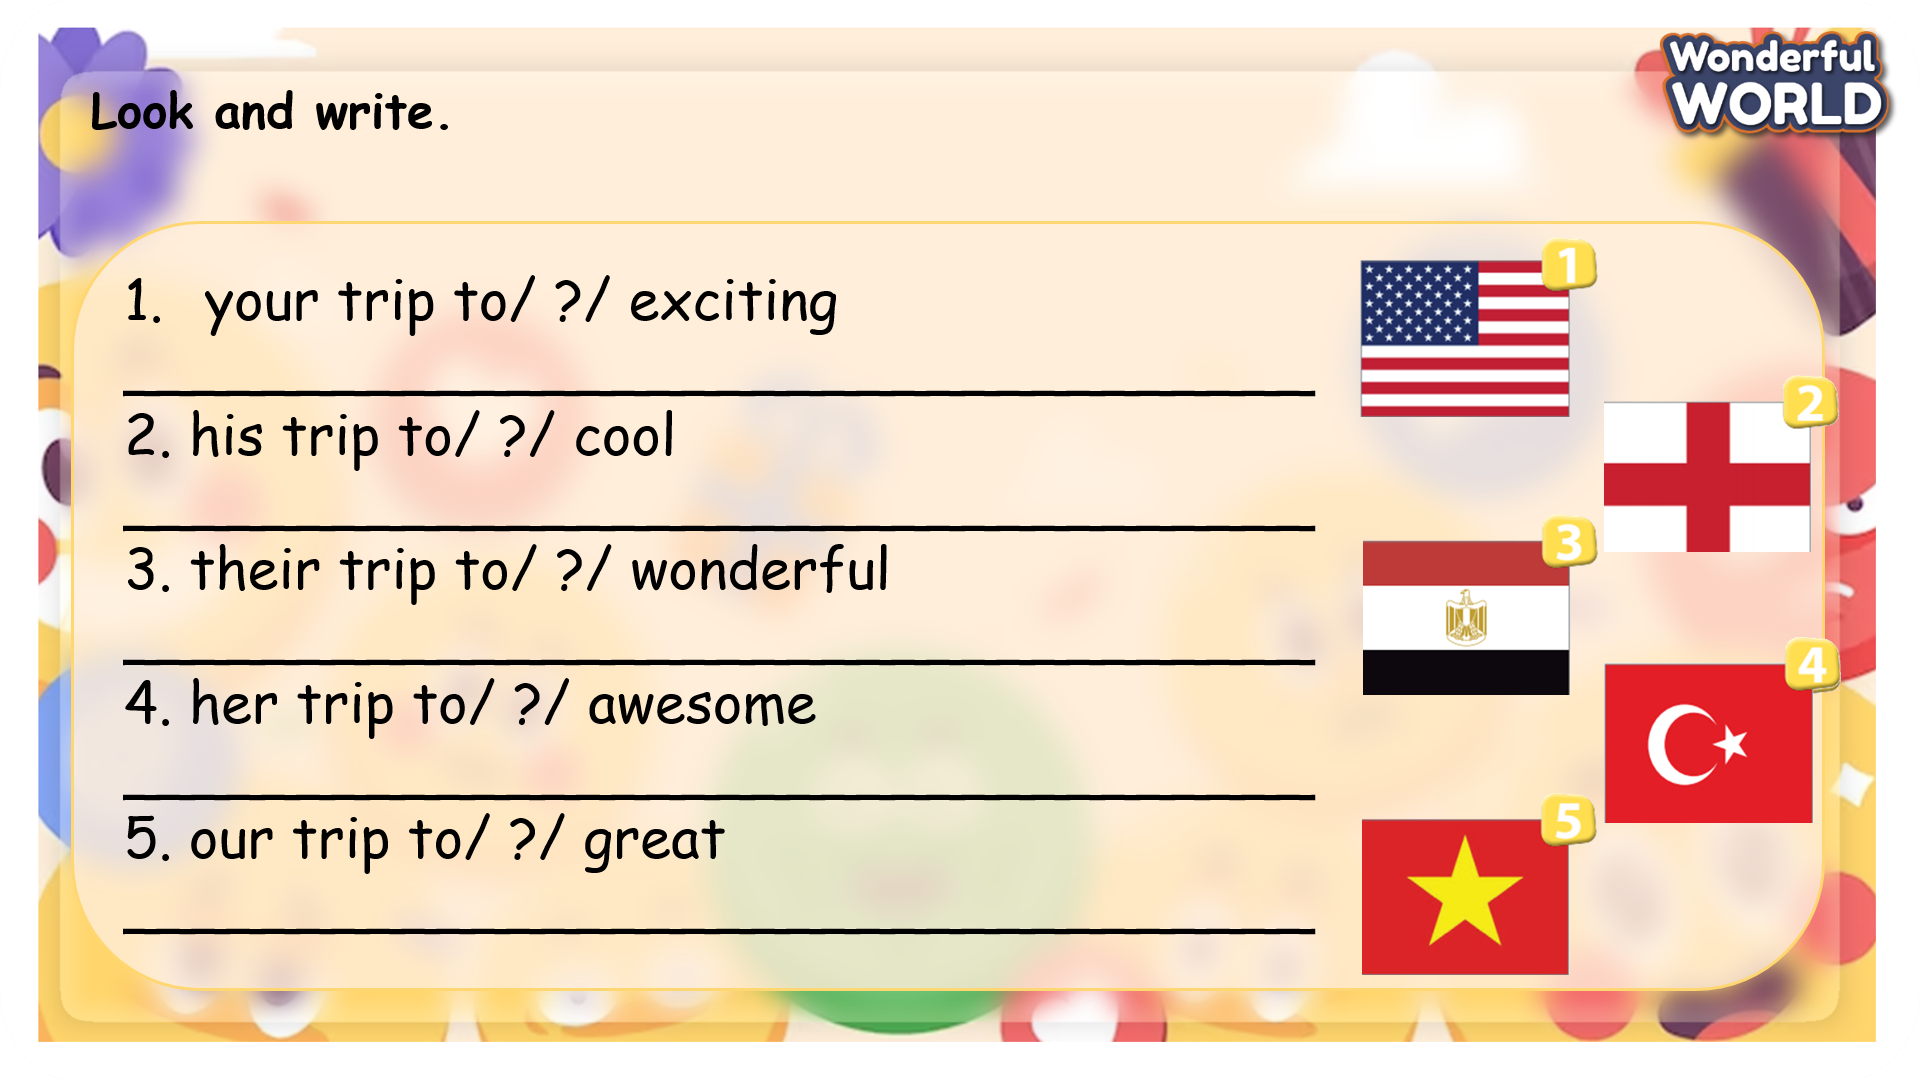 Wonderful
WORLD
Look and write.
1. your trip to/ ?/ exciting
2. his trip to/ ?/ cool
3. their trip to/ ?/ wonderful
4. her trip to/ ?/ awesome
5. our trip to/ ?/ great
1
2
3
4
5